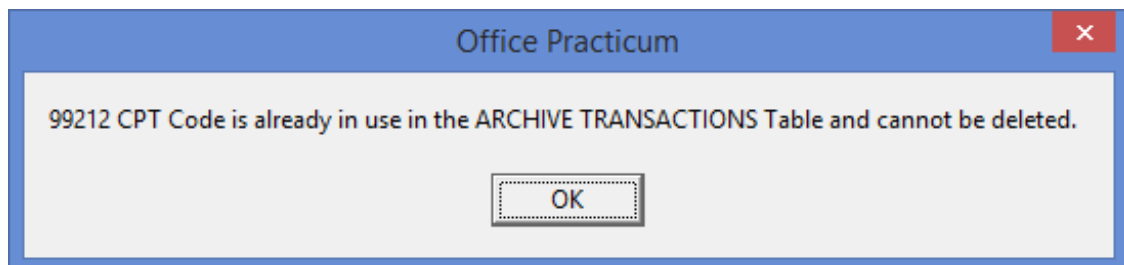 Office Practicum
99212 CPT Code is already in use in the ARCHIVE TRANSACTIONS Table and cannot be deleted.
OK